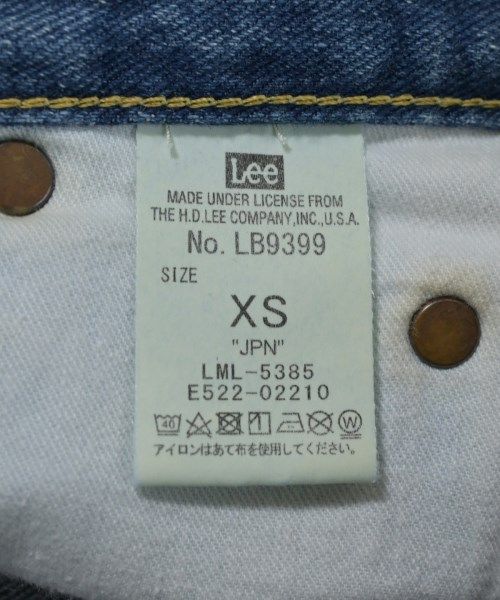 Lee
MADE UNDER LICENSE FROM
THE H.D.LEE COMPANY,INC.,U.S.A.
No. LB9399
SIZE
XS
"JPN"
LML-5385
E522-02210
40 W
アイロンはあて布を使用してください。